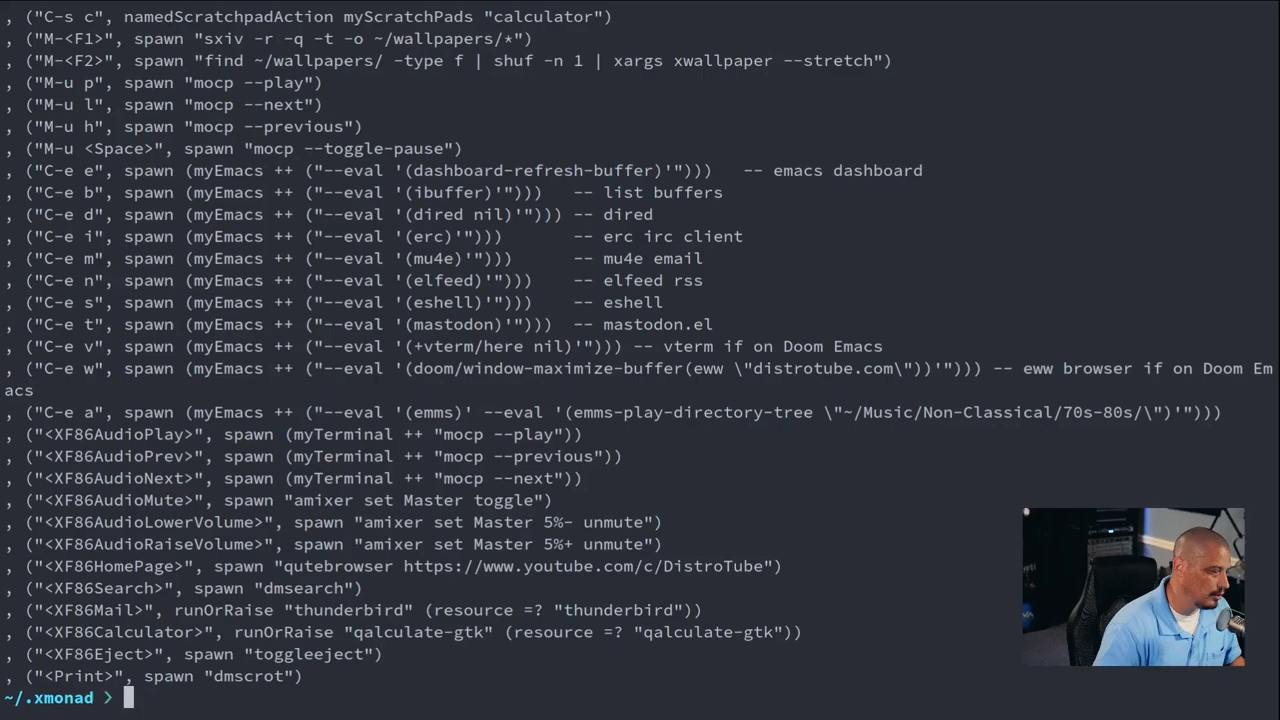 , ("C-s c", namedScratchpadAction myScratchPads "calculator")
, ("M-<F1>", spawn "sxiv -r -q -t -o ~/wallpapers/*")
, ("M-<F2>", spawn "find ~/wallpapers/ -type f | shuf -n 1 | xargs xwallpaper --stretch")
, ("M-u p", spawn "mocp --play")
, ("M-u l", spawn "mocp --next")
, ("M-u h", spawn "mocp --previous")
, ("M-u <Space>", spawn "mocp --toggle-pause")
, ("C-e e", spawn (myEmacs ++ ("--eval '(dashboard-refresh-buffer)'")))   -- emacs dashboard
, ("C-e b", spawn (myEmacs ++ ("--eval '(ibuffer)'")))   -- list buffers
, ("C-e d", spawn (myEmacs ++ ("--eval '(dired nil)'"))) -- dired
, ("C-e i", spawn (myEmacs ++ ("--eval '(erc)'")))       -- erc irc client
, ("C-e m", spawn (myEmacs ++ ("--eval '(mu4e)'")))      -- mu4e email
, ("C-e n", spawn (myEmacs ++ ("--eval '(elfeed)'")))    -- elfeed rss
, ("C-e s", spawn (myEmacs ++ ("--eval '(eshell)'")))    -- eshell
, ("C-e t", spawn (myEmacs ++ ("--eval '(mastodon)'")))  -- mastodon.el
, ("C-e v", spawn (myEmacs ++ ("--eval '(+vterm/here nil)'"))) -- vterm if on Doom Emacs
, ("C-e w", spawn (myEmacs ++ ("--eval '(doom/window-maximize-buffer(eww \"distrotube.com\"))'"))) -- eww browser if on Doom Em
acs
, ("C-e a", spawn (myEmacs ++ ("--eval '(emms)' --eval '(emms-play-directory-tree \"~/Music/Non-Classical/70s-80s/\")'")))
, ("<XF86AudioPlay>", spawn (myTerminal ++ "mocp --play"))
, ("<XF86AudioPrev>", spawn (myTerminal ++ "mocp --previous"))
, ("<XF86AudioNext>", spawn (myTerminal ++ "mocp --next"))
, ("<XF86AudioMute>", spawn "amixer set Master toggle")
, ("<XF86AudioLowerVolume>", spawn "amixer set Master 5%- unmute")
, ("<XF86AudioRaiseVolume>", spawn "amixer set Master 5%+ unmute")
, ("<XF86HomePage>", spawn "qutebrowser https://www.youtube.com/c/DistroTube")
, ("<XF86Search>", spawn "dmsearch")
, ("<XF86Mail>", runOrRaise "thunderbird" (resource =? "thunderbird"))
, ("<XF86Calculator>", runOrRaise "qalculate-gtk" (resource =? "qalculate-gtk"))
, ("<XF86Eject>", spawn "toggleeject")
, ("<Print>", spawn "dmscrot")
~/.xmonad >